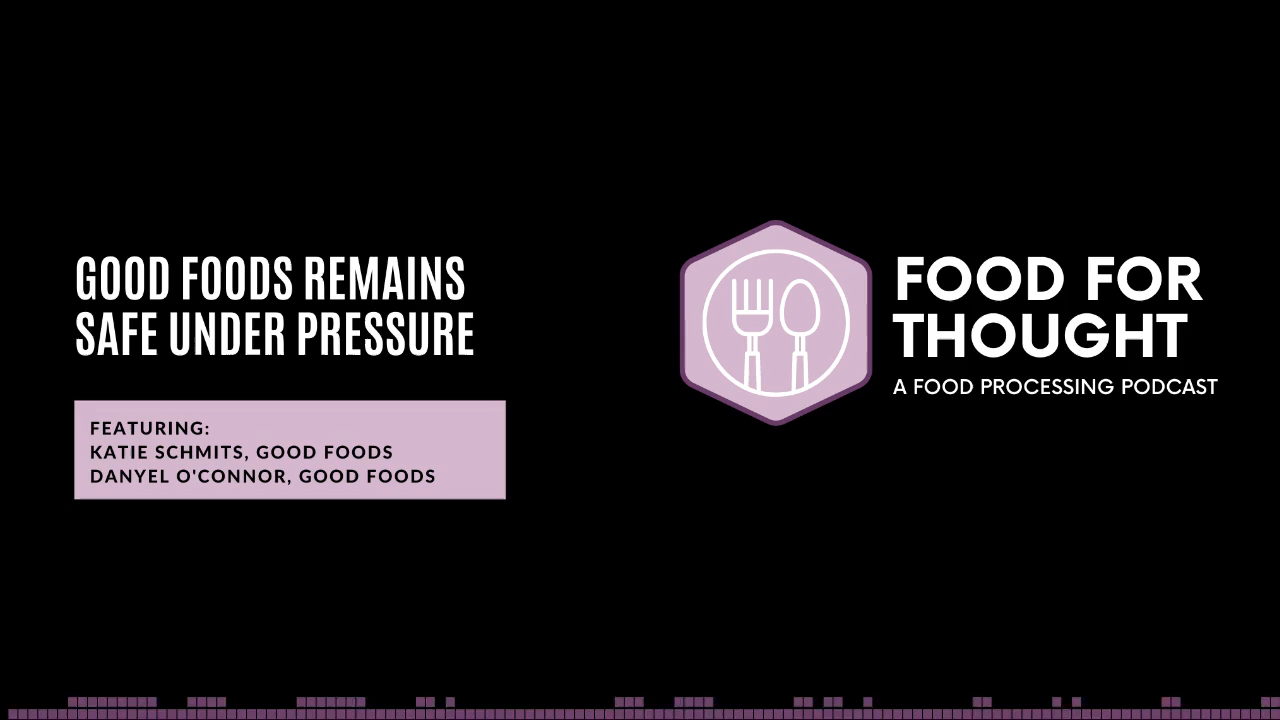 GOOD FOODS REMAINS
SAFE UNDER PRESSURE
FEATURING:
KATIE SCHMITS, GOOD FOODS
DANYEL O'CONNOR, GOOD FOODS
FOOD FOR
THOUGHT
A FOOD PROCESSING PODCAST